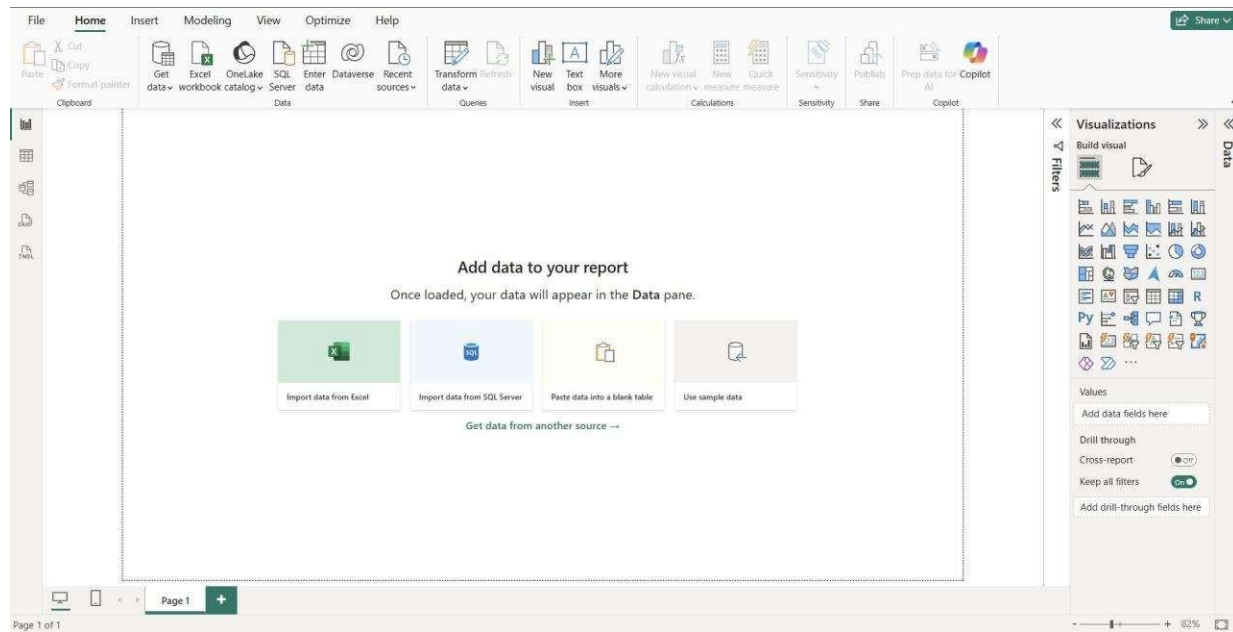 File Home Insert Modeling View Optimize Help
Share
Paste
Cut
Copy
Format painter
Clipboard
Get data
Excel workbook
OneLake catalog
SQL Server
Enter data
Dataverse
Recent sources
Data
Transform data
Refresh
Queries
New visual
Text box
More visuals
Insert
New visual calculation
New measure
Quick measure
Calculations
Sensitivity
Sensitivity
Publish
Share
Prep data for AI
Copilot
Copilot
Filters
Visualizations
Data
Build visual
Add data to your report
Once loaded, your data will appear in the Data pane.
SQL
Import data from Excel
Import data from SQL Server
Paste data into a blank table
Use sample data
Get data from another source →
R
Py
...
Values
Add data fields here
Drill through
Cross-report
Off
Keep all filters
On
Add drill-through fields here
Page 1
+
Page 1 of 1
- + 82%